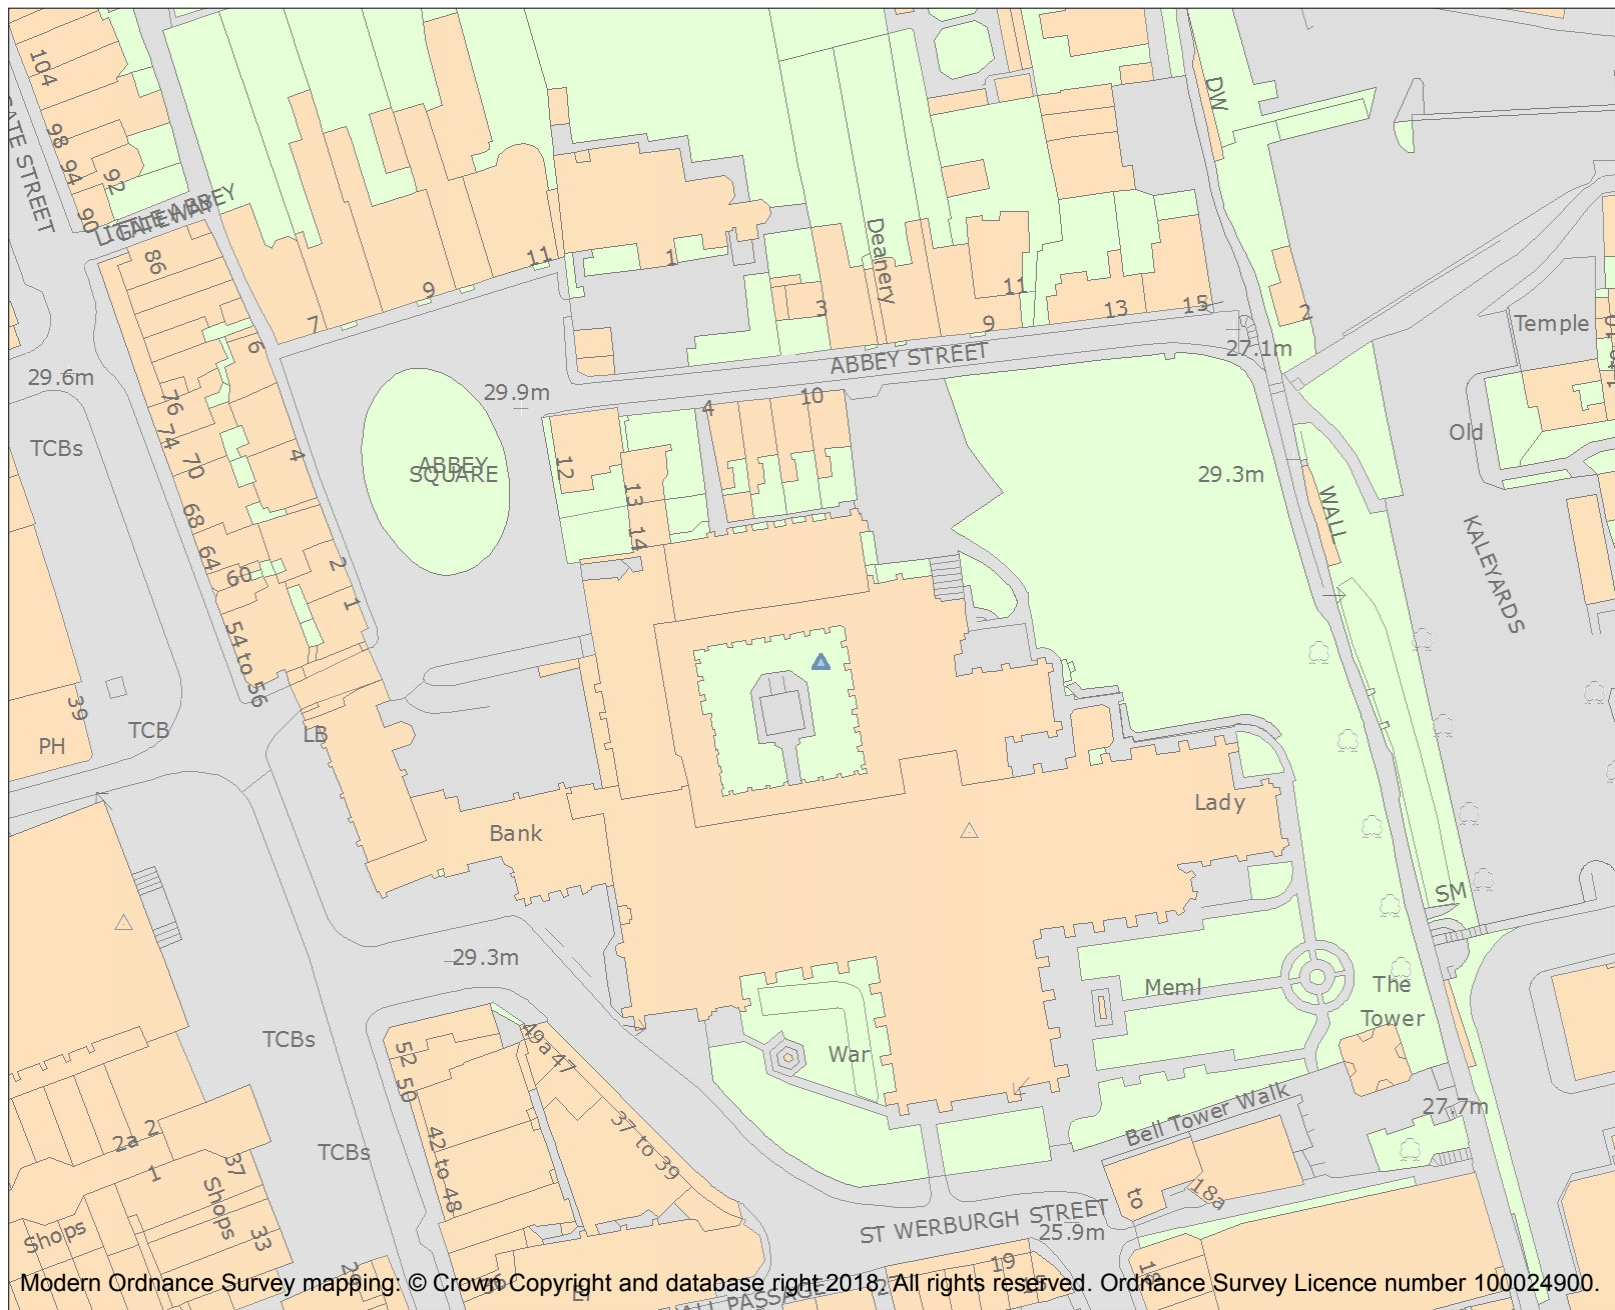 104
98
94
92
90
LITTLE ABBEY
GATEWAY
86
DW
Deanery
11
1
9
7
3
11
9
13
15
2
Temple
27.1m
6
29.6m
29.9m
ABBEY STREET
4
10
76
74
70
68
64
60
TCBs
4
ABBEY
SQUARE
12
13
14
Old
29.3m
WALL
KALEYARDS
2
1
54 to 56
39
PH
TCB
LB
Lady
Bank
SM
29.3m
Meml
The
Tower
TCBs
War
52
50
49a
47
37 to 39
42 to 48
27.7m
Bell Tower Walk
2a
2
1
TCBs
37
Shops
33
Shops
to
18a
ST WERBURGH STREET
25.9m
19
15
27
Modern Ordnance Survey mapping: © Crown Copyright and database right 2018. All rights reserved. Ordnance Survey Licence number 100024900.
PASSAGE